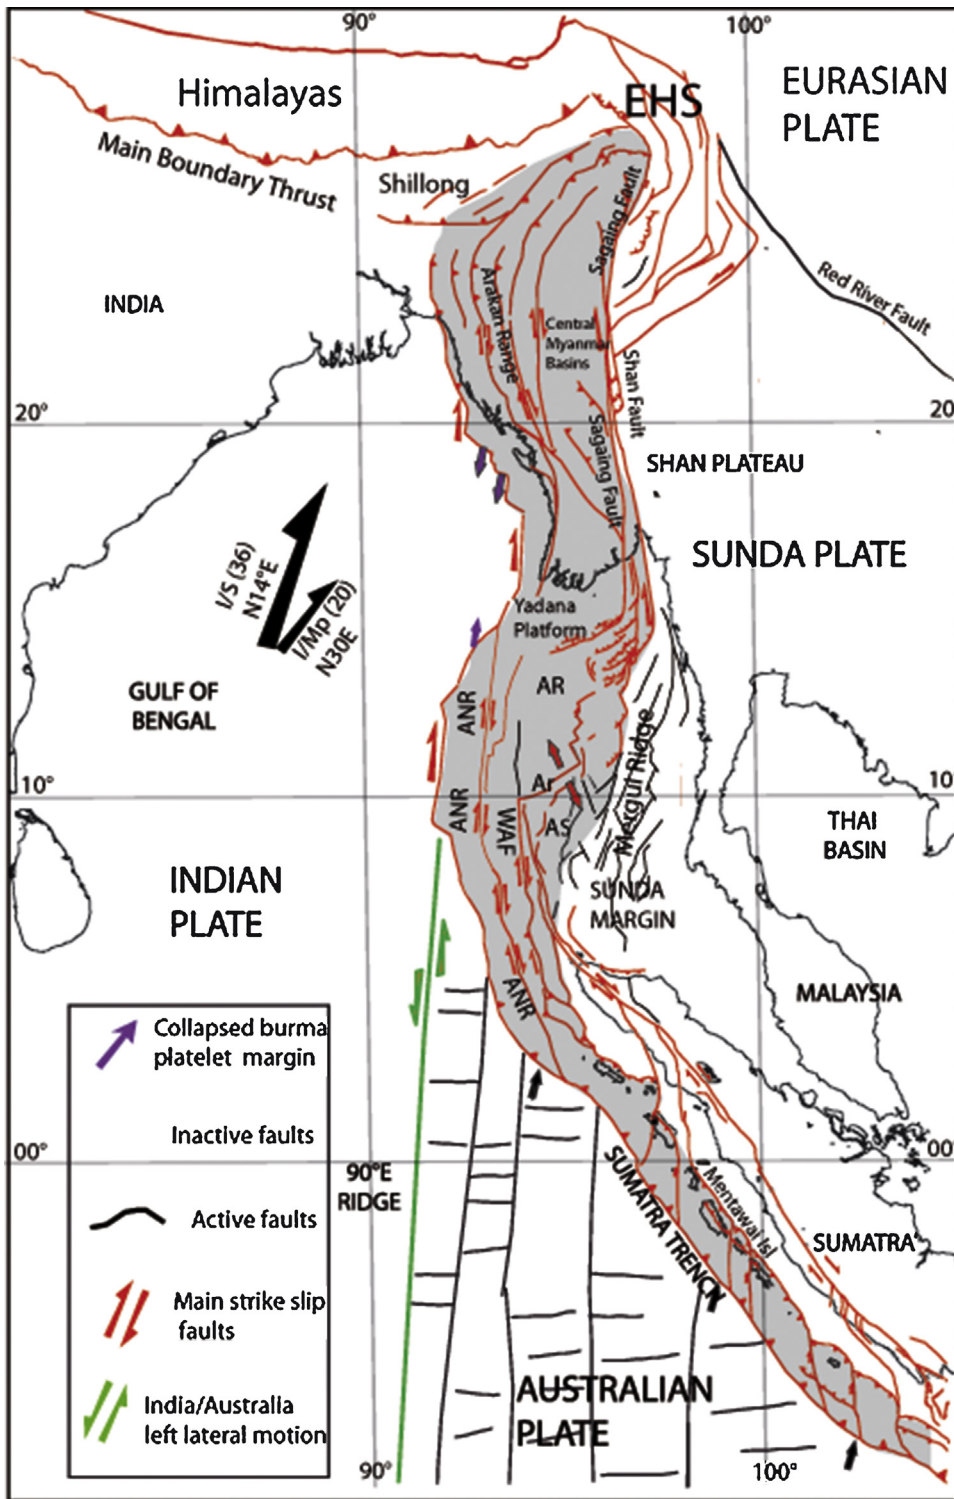 90°
100°
EURASIAN
PLATE
Himalayas
EHS
Main Boundary Thrust
Shillong
Sagaing Fault
Red River Fault
INDIA
Arakan Range
Central
Myanmar
Basins
Shan Fault
20°
20
Sagaing Fault
SHAN PLATEAU
I/S (36)
N14°E
I/Mp (20)
N30E
SUNDA PLATE
Yadana
Platform
GULF OF
BENGAL
ANR
AR
Mergui Ridge
10°
10
ANR
WAF
Ar
AS
THAI
BASIN
INDIAN
PLATE
SUNDA
MARGIN
ANR
MALAYSIA
Collapsed burma
platelet margin
Inactive faults
Active faults
Main strike slip
faults
India/Australia
left lateral motion
00°
00
90°E
RIDGE
SUMATRA TRENCH
Mentawai Isl
SUMATRA
AUSTRALIAN
PLATE
90°
100°